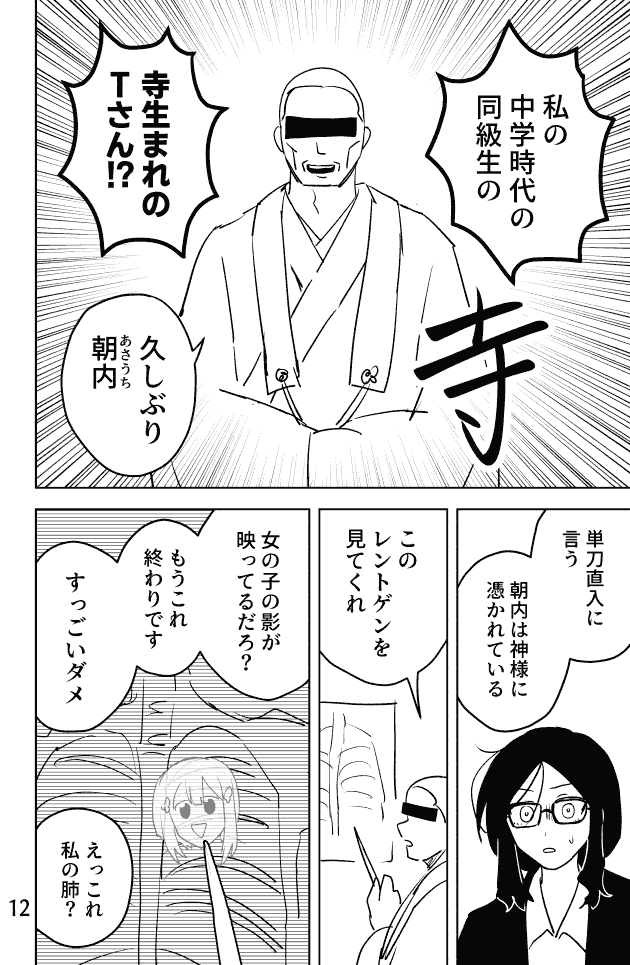 私の
中学時代の
同級生の
寺生まれの
Tさん!?
寺
久しぶり
朝内
あさうち
単刀直入に
言う
朝内は神様に
憑かれている
この
レントゲンを
見てくれ
女の子の影が
映ってるだろ？
もうこれ
終わりです
すっごいダメ
えっこれ
私の肺？
12